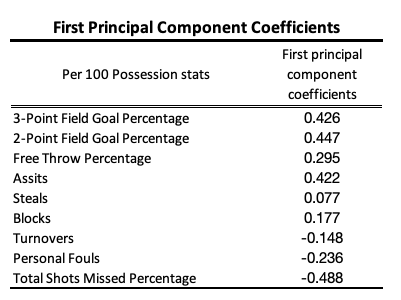 First Principal Component Coefficients
Per 100 Possession stats
First principal
component
coefficients
3-Point Field Goal Percentage 0.426
2-Point Field Goal Percentage 0.447
Free Throw Percentage 0.295
Assits 0.422
Steals 0.077
Blocks 0.177
Turnovers -0.148
Personal Fouls -0.236
Total Shots Missed Percentage -0.488